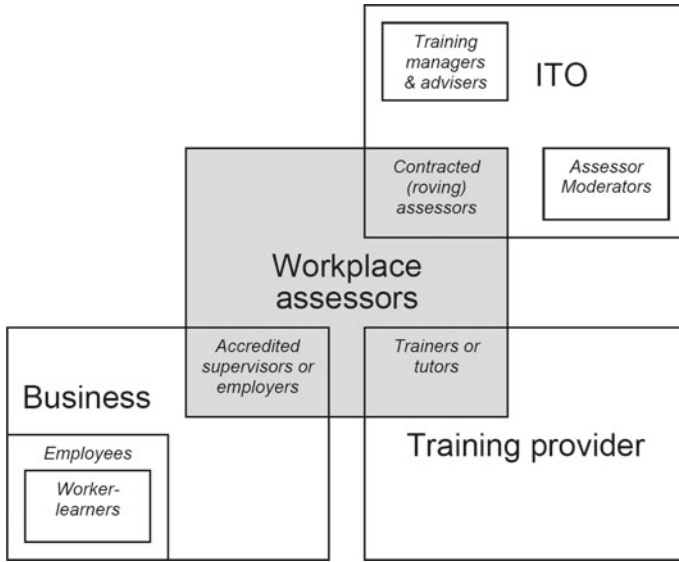 Training
managers
& advisers
ITO
Contracted
(roving)
assessors
Assessor
Moderators
Workplace
assessors
Accredited
supervisors or
employers
Trainers or
tutors
Business
Training provider
Employees
Worker-
learners